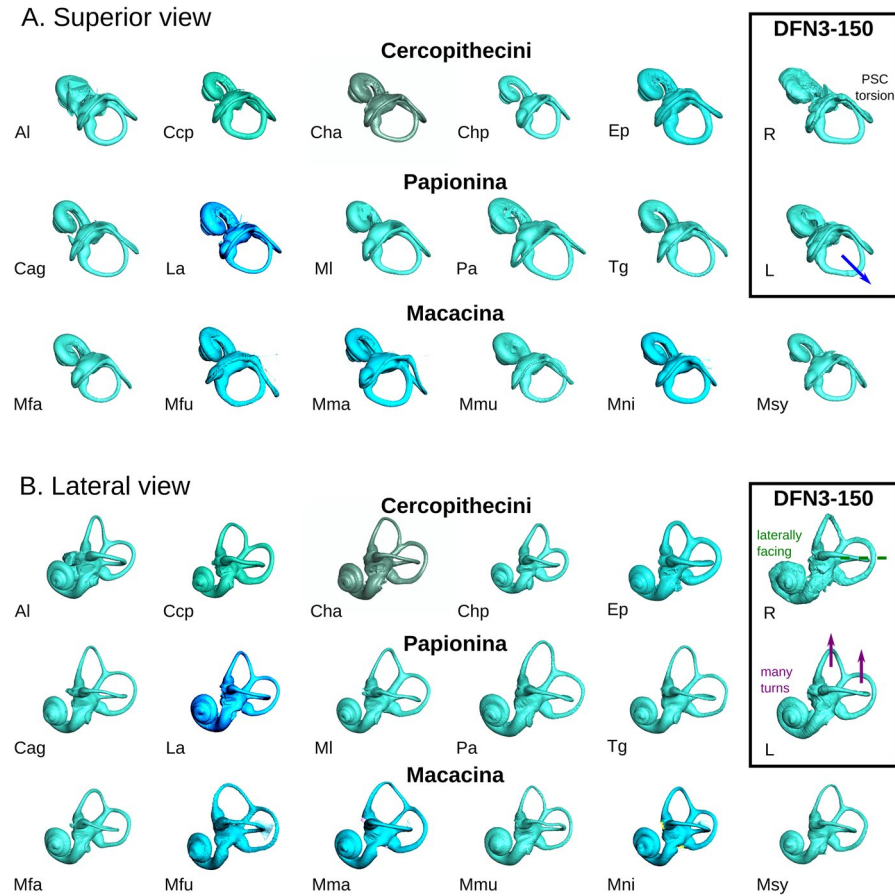 A. Superior view
DFN3-150
Cercopithecini
PSC
torsion
Al
Ccp
Cha
Chp
Ep
R
Papionina
Cag
La
Ml
Pa
Tg
L
Macacina
Mfa
Mfu
Mma
Mmu
Mni
Msy
B. Lateral view
DFN3-150
Cercopithecini
laterally
facing
Al
Ccp
Cha
Chp
Ep
R
Papionina
many
turns
Cag
La
Ml
Pa
Tg
L
Macacina
Mfa
Mfu
Mma
Mmu
Mni
Msy